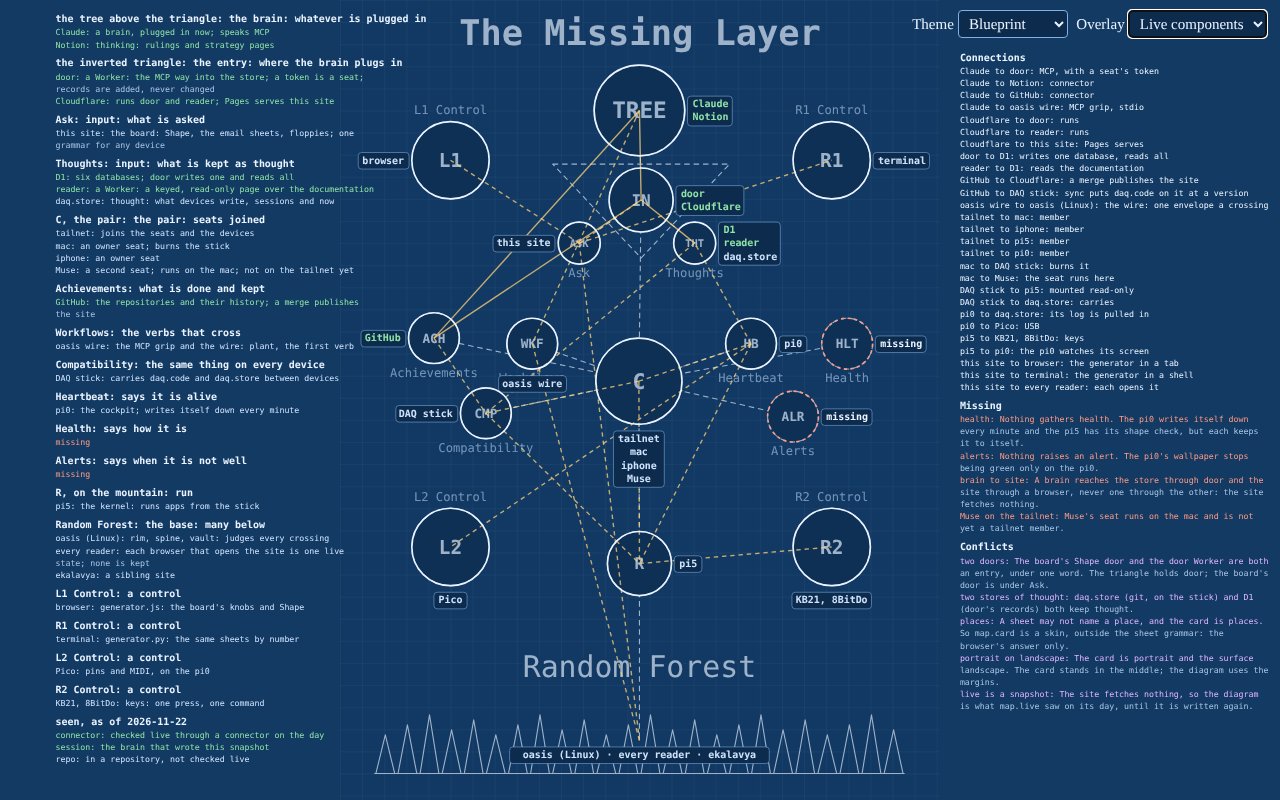 the tree above the triangle: the brain: whatever is plugged in
Claude: a brain, plugged in now; speaks MCP
Notion: thinking: rulings and strategy pages
the inverted triangle: the entry: where the brain plugs in
door: a Worker: the MCP way into the store; a token is a seat;
records are added, never changed
Cloudflare: runs door and reader; Pages serves this site
Ask: input: what is asked
this site: the board: Shape, the email sheets, floppies; one
grammar for any device
Thoughts: input: what is kept as thought
D1: six databases; door writes one and reads all
reader: a Worker: a keyed, read-only page over the documentation
daq.store: thought: what devices write, sessions and now
C, the pair: the pair: seats joined
tailnet: joins the seats and the devices
mac: an owner seat; burns the stick
iphone: an owner seat
Muse: a second seat; runs on the mac; not on the tailnet yet
Achievements: what is done and kept
GitHub: the repositories and their history; a merge publishes
the site
Workflows: the verbs that cross
oasis wire: the MCP grip and the wire: plant, the first verb
Compatibility: the same thing on every device
DAQ stick: carries daq.code and daq.store between devices
Heartbeat: says it is alive
pi0: the cockpit; writes itself down every minute
Health: says how it is
missing
Alerts: says when it is not well
missing
R, on the mountain: run
pi5: the kernel: runs apps from the stick
Random Forest: the base: many below
oasis (Linux): rim, spine, vault: judges every crossing
every reader: each browser that opens the site is one live
state; none is kept
ekalavya: a sibling site
L1 Control: a control
browser: generator.js: the board's knobs and Shape
R1 Control: a control
terminal: generator.py: the same sheets by number
L2 Control: a control
Pico: pins and MIDI, on the pi0
R2 Control: a control
KB21, 8BitDo: keys: one press, one command
seen, as of 2026-11-22
connector: checked live through a connector on the day
session: the brain that wrote this snapshot
repo: in a repository, not checked live
The Missing Layer
Theme Blueprint Overlay Live components
TREE
Claude
Notion
L1 Control
R1 Control
browser
L1
R1
terminal
IN
door
Cloudflare
this site
ASK
THT
D1
reader
daq.store
Ask
Thoughts
GitHub
ACH
WKF
HB
pi0
HLT
missing
Achievements
Heartbeat
Health
C
oasis wire
DAQ stick
CMP
ALR
missing
Compatibility
Alerts
tailnet
mac
iphone
Muse
L2 Control
R2 Control
L2
R2
R
pi5
Pico
KB21, 8BitDo
Random Forest
oasis (Linux) · every reader · ekalavya
Connections
Claude to door: MCP, with a seat's token
Claude to Notion: connector
Claude to GitHub: connector
Claude to oasis wire: MCP grip, stdio
Cloudflare to door: runs
Cloudflare to reader: runs
Cloudflare to this site: Pages serves
door to D1: writes one database, reads all
reader to D1: reads the documentation
GitHub to Cloudflare: a merge publishes the site
GitHub to DAQ stick: sync puts daq.code on it at a version
oasis wire to oasis (Linux): the wire: one envelope a crossing
tailnet to mac: member
tailnet to iphone: member
tailnet to pi5: member
tailnet to pi0: member
mac to DAQ stick: burns it
mac to Muse: the seat runs here
DAQ stick to pi5: mounted read-only
DAQ stick to daq.store: carries
pi0 to daq.store: its log is pulled in
pi0 to Pico: USB
pi5 to KB21, 8BitDo: keys
pi5 to pi0: the pi0 watches its screen
this site to browser: the generator in a tab
this site to terminal: the generator in a shell
this site to every reader: each opens it
Missing
health: Nothing gathers health. The pi0 writes itself down
every minute and the pi5 has its shape check, but each keeps
it to itself.
alerts: Nothing raises an alert. The pi0's wallpaper stops
being green only on the pi0.
brain to site: A brain reaches the store through door and the
site through a browser, never one through the other: the site
fetches nothing.
Muse on the tailnet: Muse's seat runs on the mac and is not
yet a tailnet member.
Conflicts
two doors: The board's Shape door and the door Worker are both
an entry, under one word. The triangle holds door; the board's
door is under Ask.
two stores of thought: daq.store (git, on the stick) and D1
(door's records) both keep thought.
places: A sheet may not name a place, and the card is places.
So map.card is a skin, outside the sheet grammar: the
browser's answer only.
portrait on landscape: The card is portrait and the surface
landscape. The card stands in the middle; the diagram uses the
margins.
live is a snapshot: The site fetches nothing, so the diagram
is what map.live saw on its day, until it is written again.